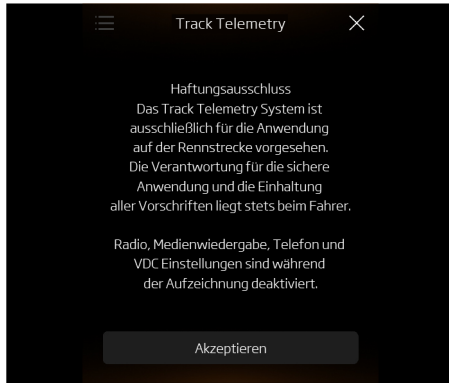 Track Telemetry
Haftungsausschluss
Das Track Telemetry System ist
ausschließlich für die Anwendung
auf der Rennstrecke vorgesehen.
Die Verantwortung für die sichere
Anwendung und die Einhaltung
aller Vorschriften liegt stets beim Fahrer.
Radio, Medienwiedergabe, Telefon und
VDC Einstellungen sind während
der Aufzeichnung deaktiviert.
Akzeptieren